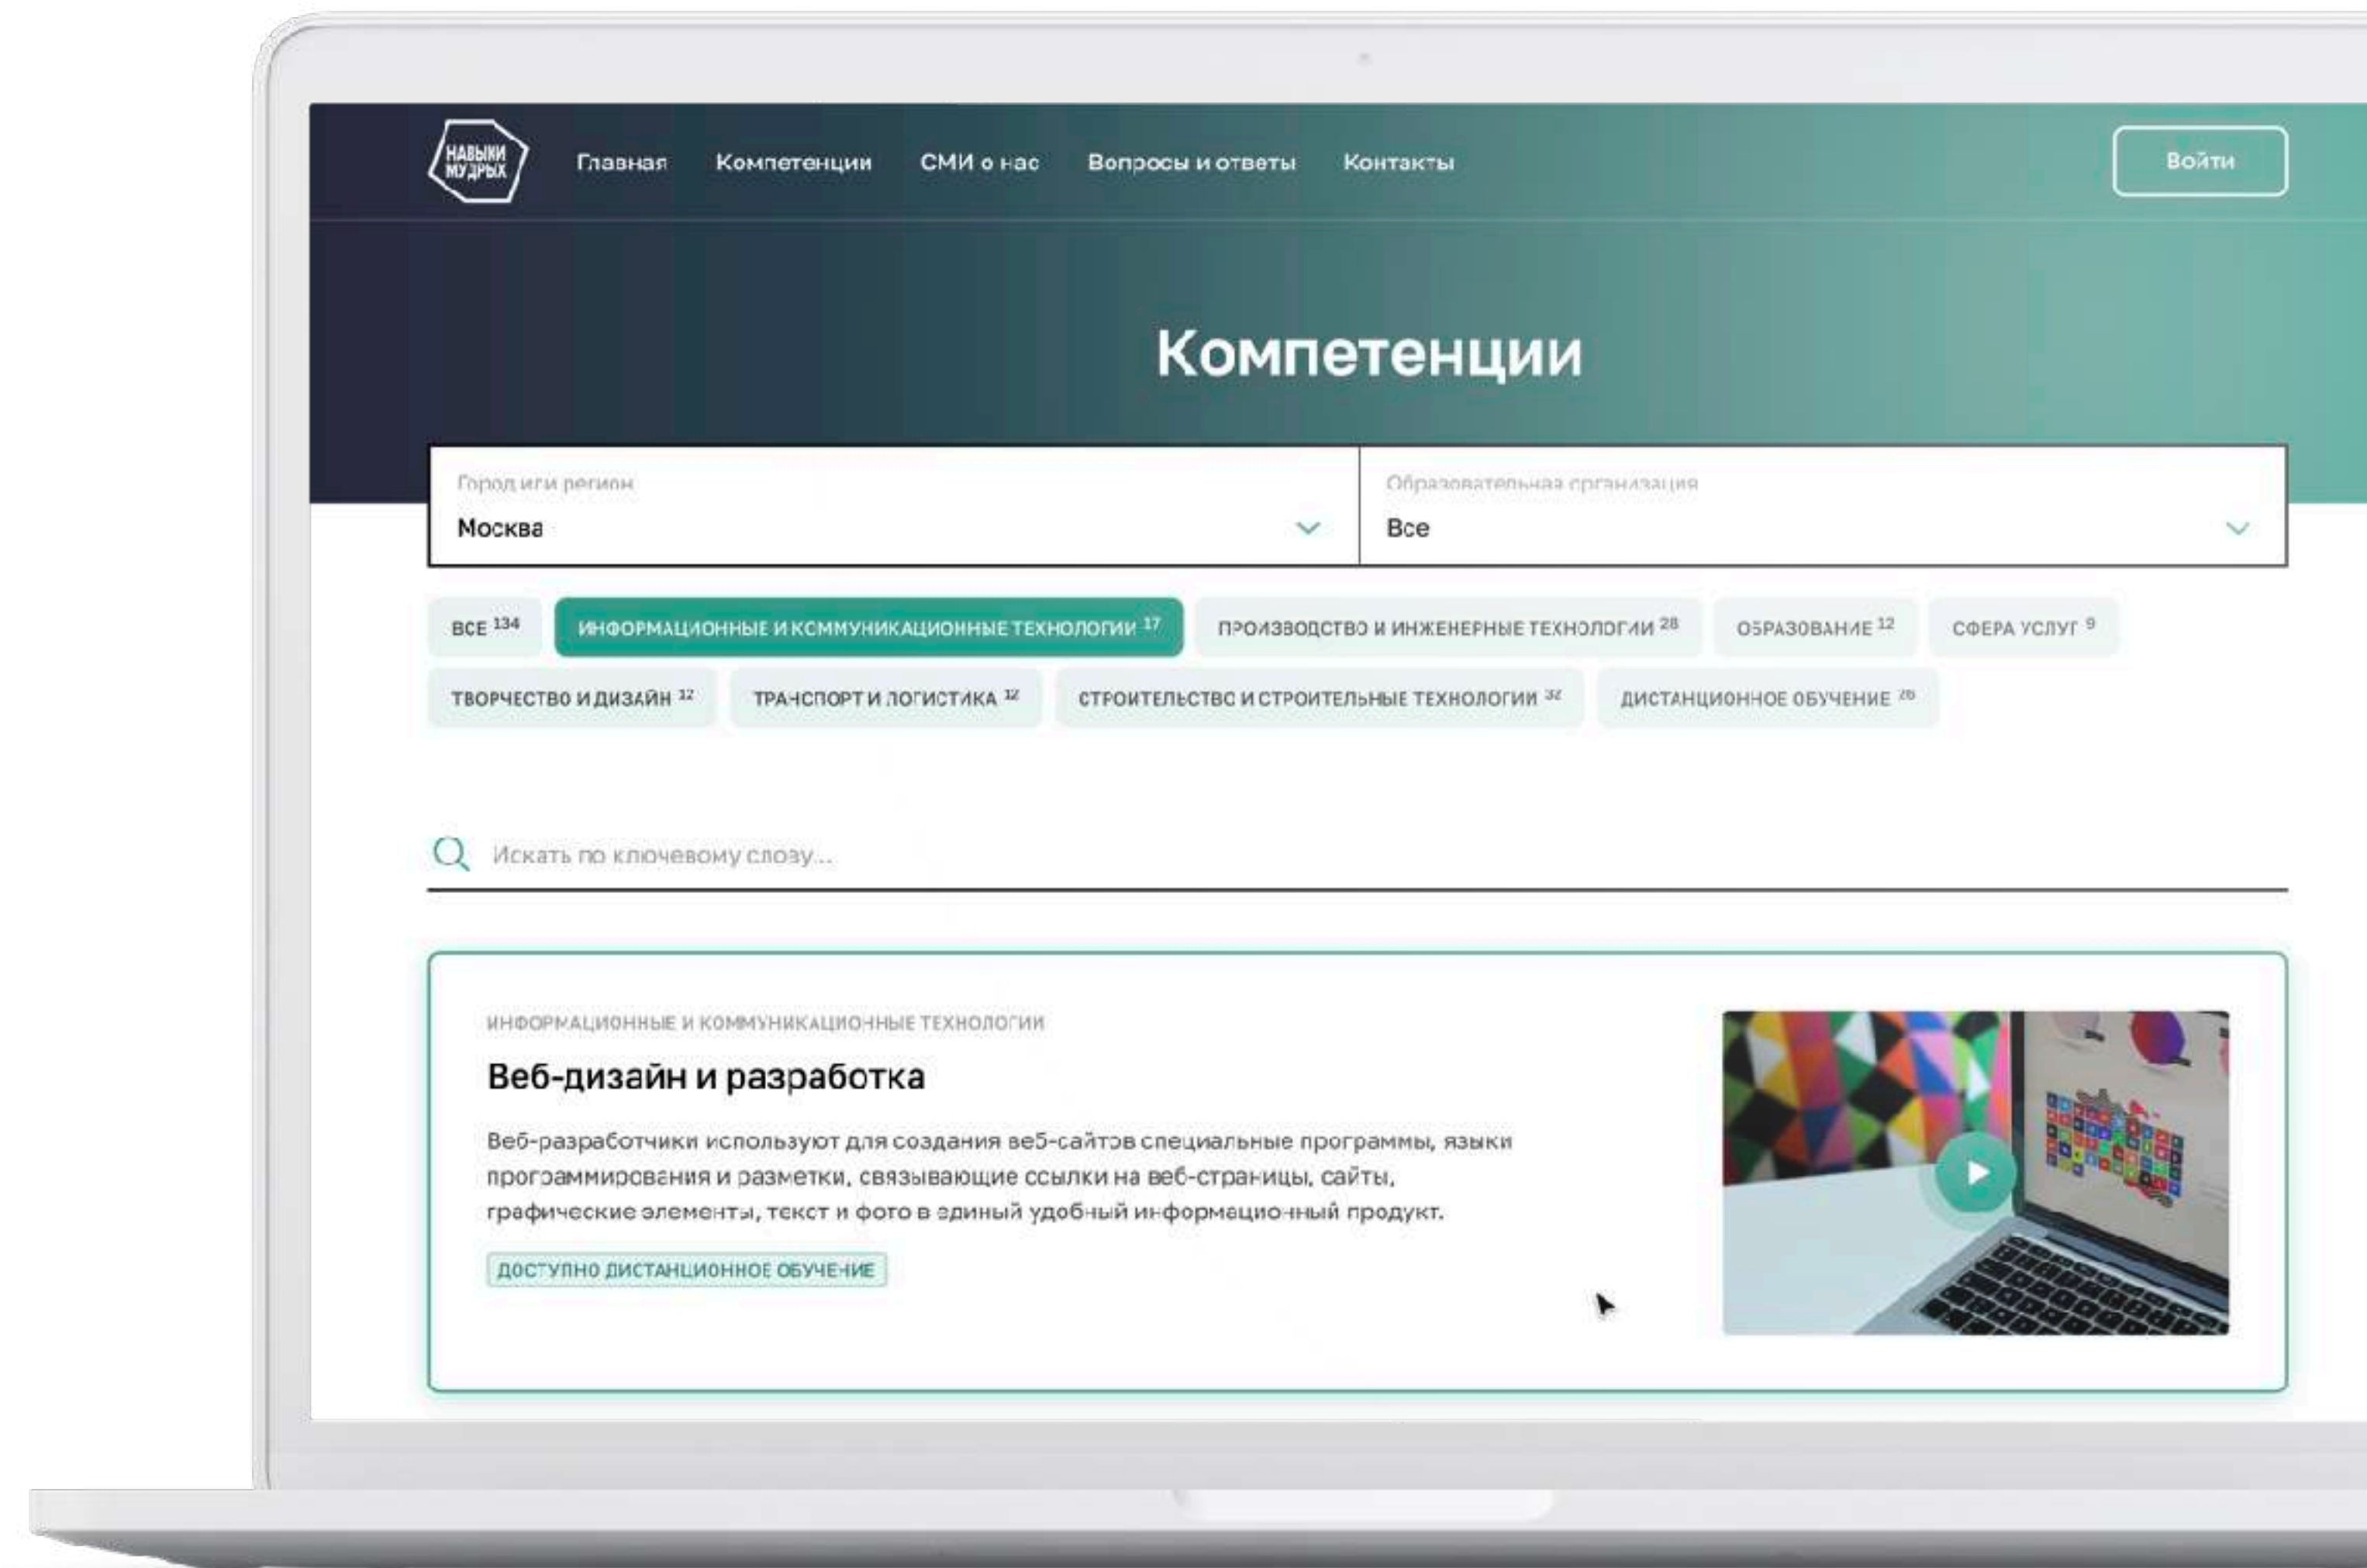 НАВЫКИ
МУДРЫХ
Главная Компетенции СМИ о нас Вопросы и ответы Контакты Войти
Компетенции
Город или регион Образовательная организация
Москва Все
ВСЕ 134 ИНФОРМАЦИОННЫЕ И КОММУНИКАЦИОННЫЕ ТЕХНОЛОГИИ 17 ПРОИЗВОДСТВО И ИНЖЕНЕРНЫЕ ТЕХНОЛОГИИ 28 ОБРАЗОВАНИЕ 12 СФЕРА УСЛУГ 9
ТВОРЧЕСТВО И ДИЗАЙН 12 ТРАНСПОРТ И ЛОГИСТИКА 12 СТРОИТЕЛЬСТВО И СТРОИТЕЛЬНЫЕ ТЕХНОЛОГИИ 32 ДИСТАНЦИОННОЕ ОБУЧЕНИЕ 26
Искать по ключевому слову...
ИНФОРМАЦИОННЫЕ И КОММУНИКАЦИОННЫЕ ТЕХНОЛОГИИ
Веб-дизайн и разработка
Веб-разработчики используют для создания веб-сайтов специальные программы, языки
программирования и разметки, связывающие ссылки на веб-страницы, сайты,
графические элементы, текст и фото в единый удобный информационный продукт.
ДОСТУПНО ДИСТАНЦИОННОЕ ОБУЧЕНИЕ